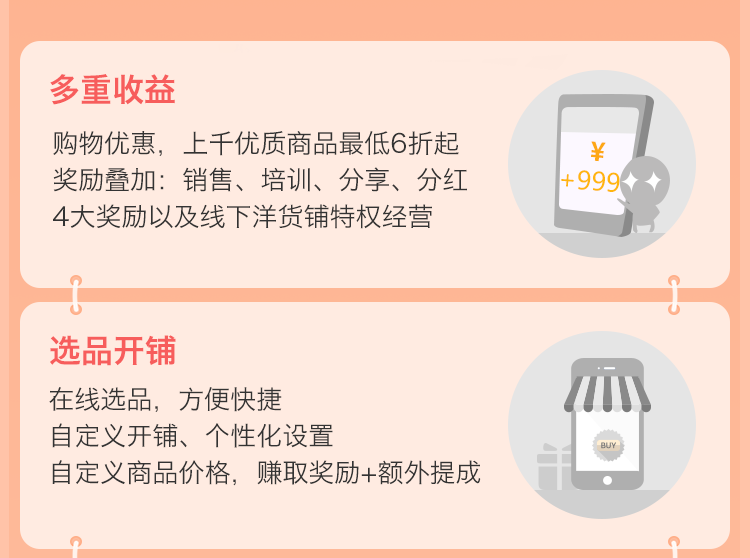 多重收益
购物优惠，上千优质商品最低6折起
奖励叠加：销售、培训、分享、分红
4大奖励以及线下洋货铺特权经营
¥
+999
选品开铺
在线选品，方便快捷
自定义开铺、个性化设置
自定义商品价格，赚取奖励+额外提成
BUY